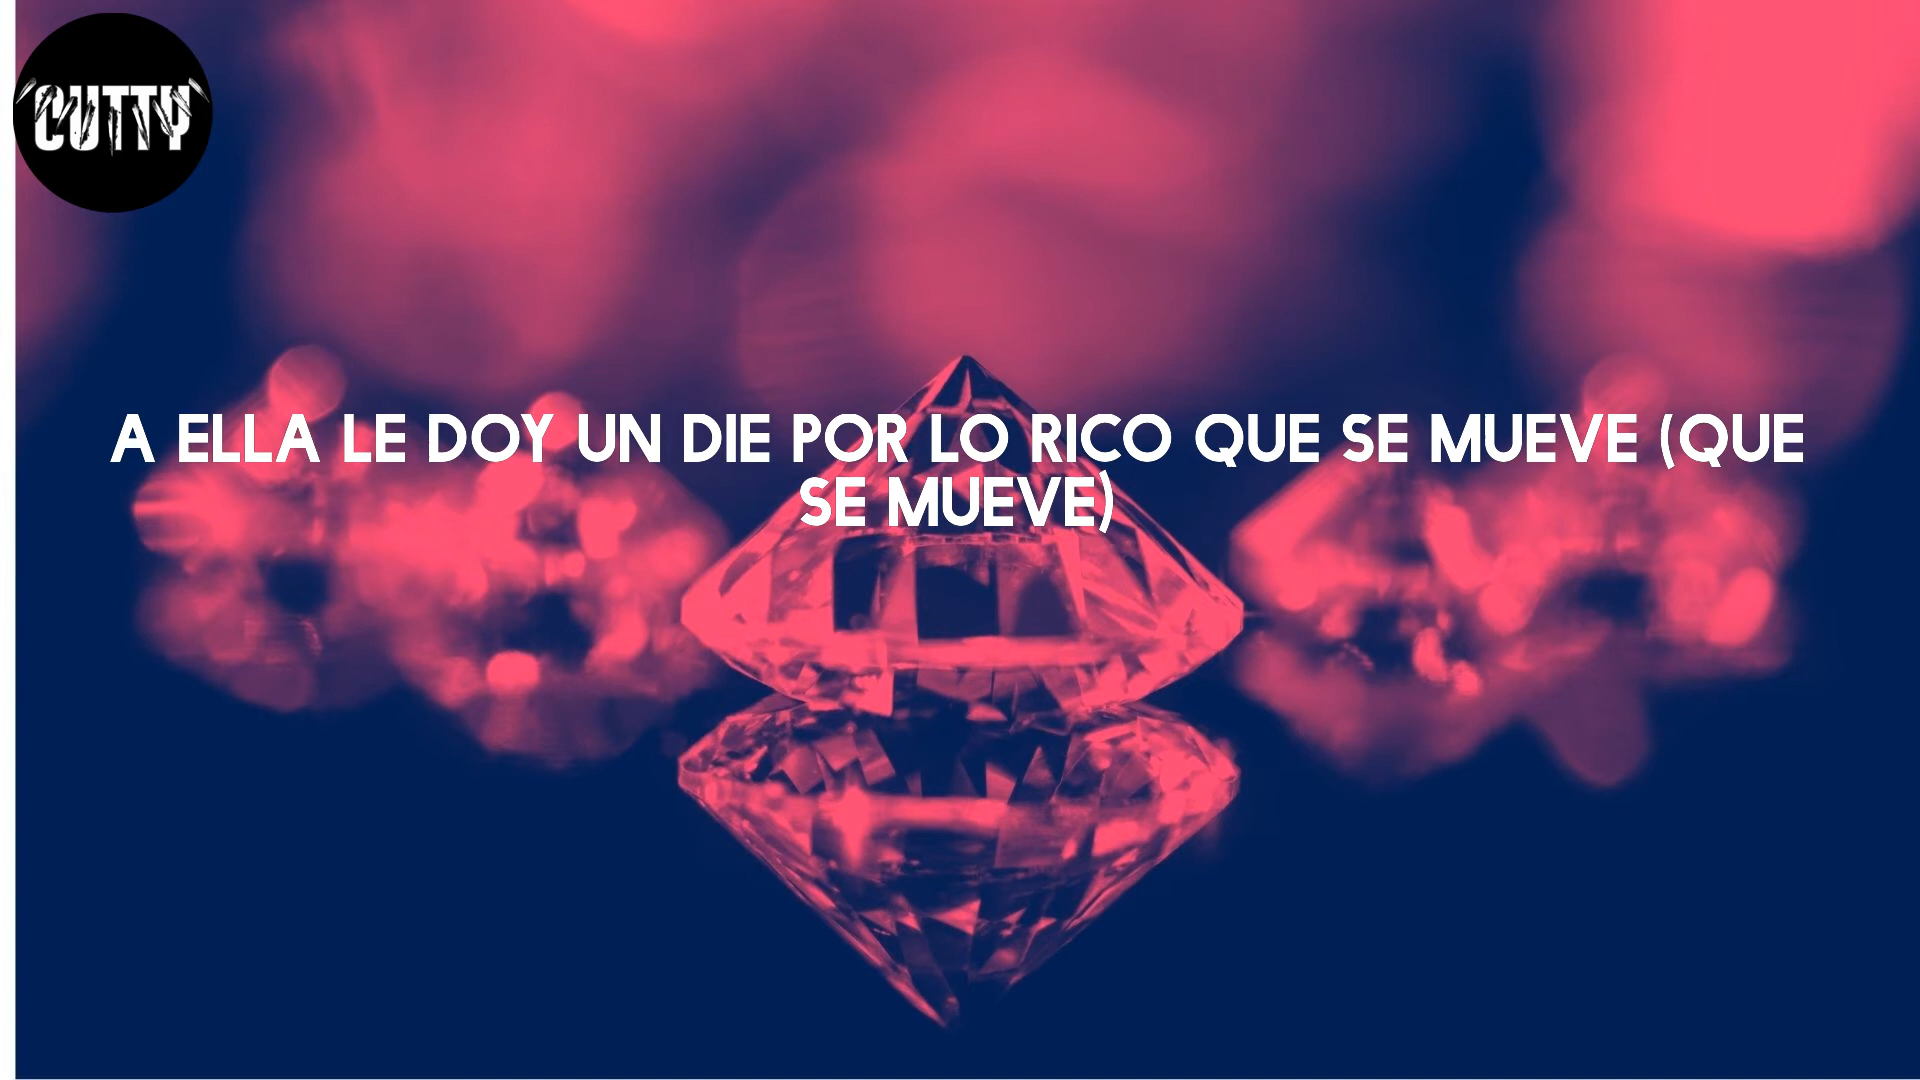 CUTTY
A ELLA LE DOY UN DIE POR LO RICO QUE SE MUEVE (QUE
SE MUEVE)